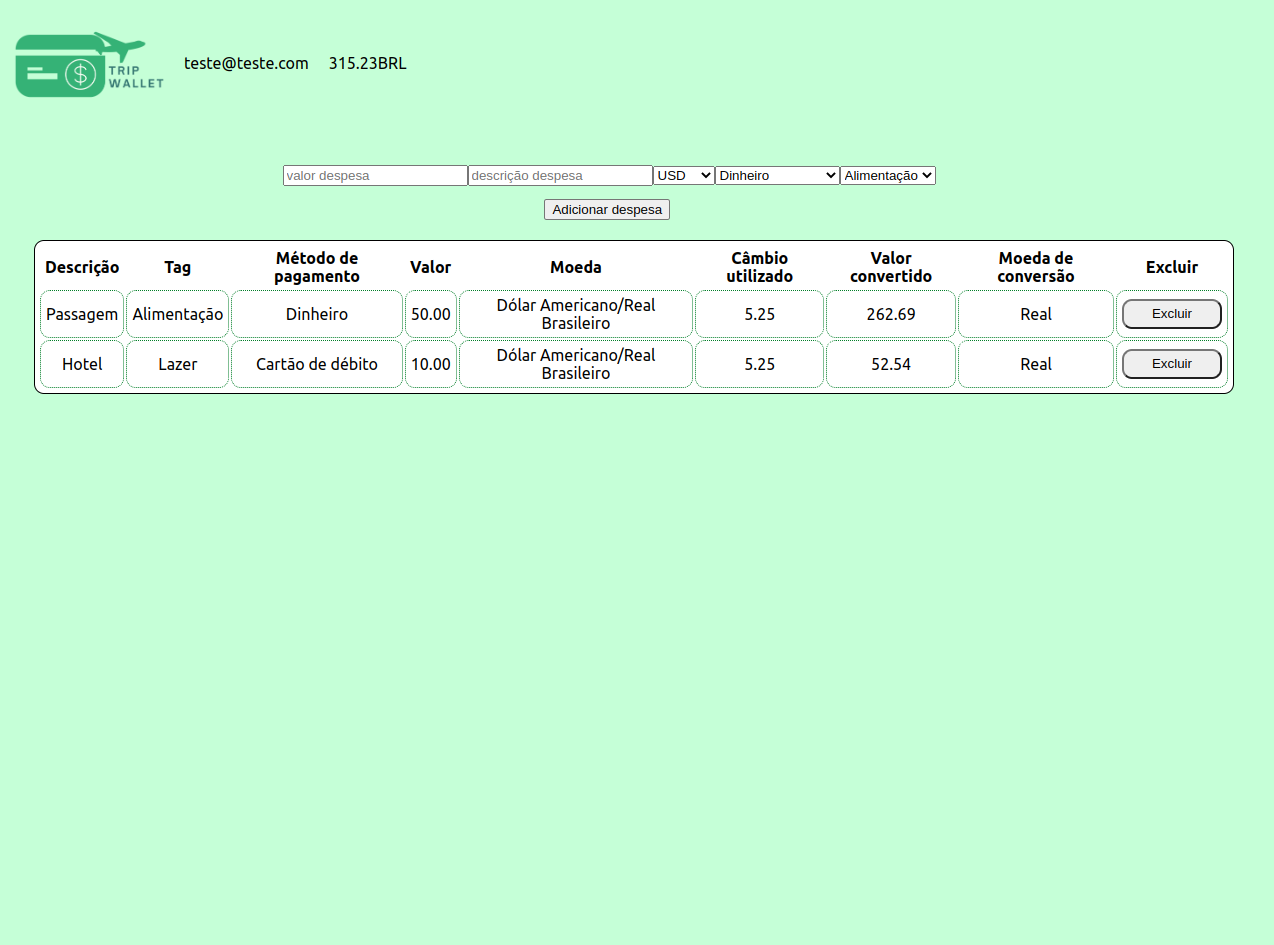 TRIP
WALLET
teste@teste.com 315.23BRL
valor despesa descrição despesa USD Dinheiro Alimentação
Adicionar despesa
Descrição Tag Método de pagamento Valor Moeda Câmbio utilizado Valor convertido Moeda de conversão Excluir
Passagem Alimentação Dinheiro 50.00 Dólar Americano/Real Brasileiro 5.25 262.69 Real Excluir
Hotel Lazer Cartão de débito 10.00 Dólar Americano/Real Brasileiro 5.25 52.54 Real Excluir